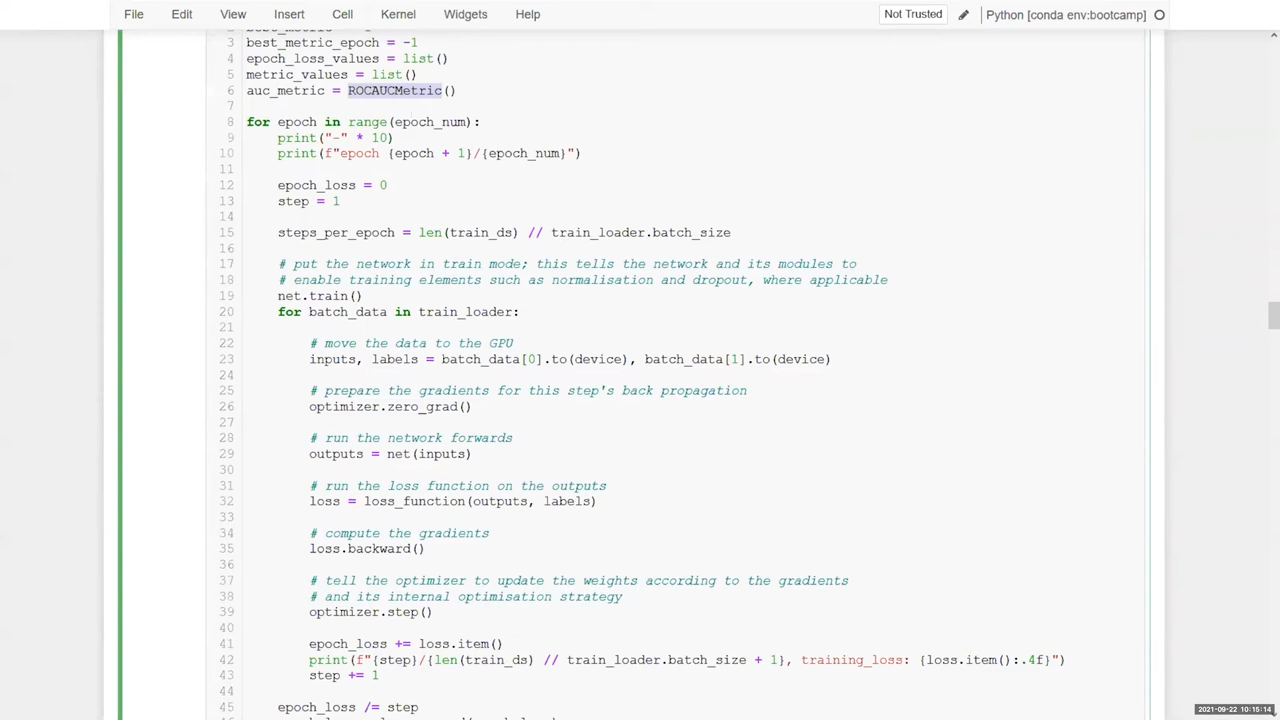 File Edit View Insert Cell Kernel Widgets Help Not Trusted Python [conda env:bootcamp]
3 best_metric_epoch = -1
4 epoch_loss_values = list()
5 metric_values = list()
6 auc_metric = ROCAUCMetric()
7
8 for epoch in range(epoch_num):
9 print("-" * 10)
10 print(f"epoch {epoch + 1}/{epoch_num}")
11
12 epoch_loss = 0
13 step = 1
14
15 steps_per_epoch = len(train_ds) // train_loader.batch_size
16
17 # put the network in train mode; this tells the network and its modules to
18 # enable training elements such as normalisation and dropout, where applicable
19 net.train()
20 for batch_data in train_loader:
21
22 # move the data to the GPU
23 inputs, labels = batch_data[0].to(device), batch_data[1].to(device)
24
25 # prepare the gradients for this step's back propagation
26 optimizer.zero_grad()
27
28 # run the network forwards
29 outputs = net(inputs)
30
31 # run the loss function on the outputs
32 loss = loss_function(outputs, labels)
33
34 # compute the gradients
35 loss.backward()
36
37 # tell the optimizer to update the weights according to the gradients
38 # and its internal optimisation strategy
39 optimizer.step()
40
41 epoch_loss += loss.item()
42 print(f"{step}/{len(train_ds) // train_loader.batch_size + 1}, training_loss: {loss.item():.4f}")
43 step += 1
44
45 epoch_loss /= step
2021-09-22 10:15:14